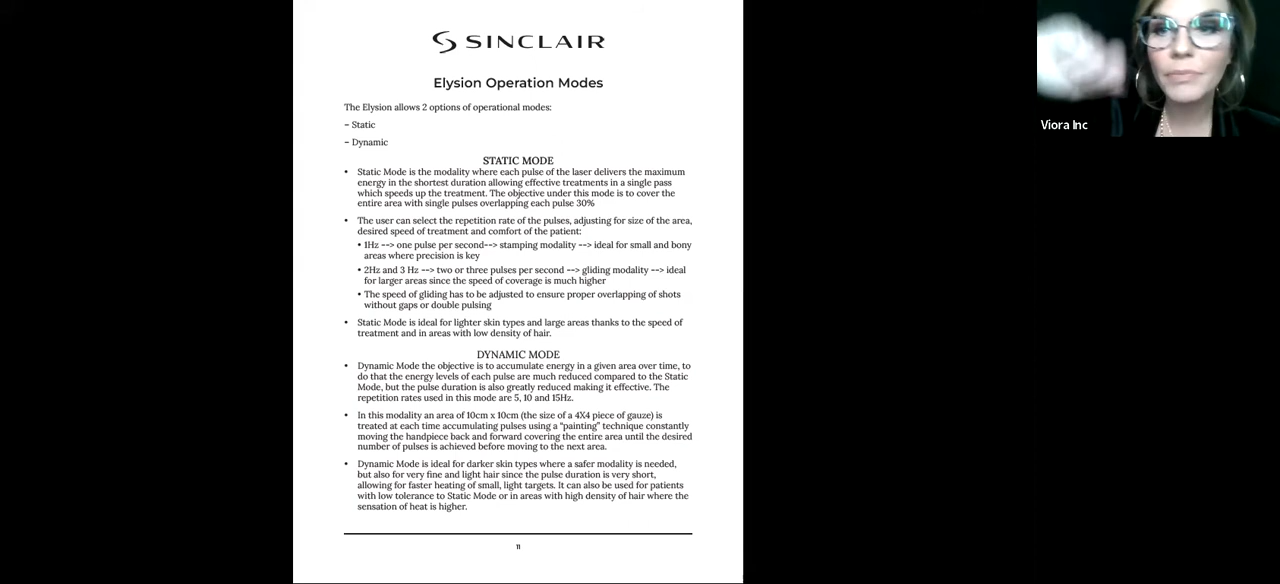 SINCLAIR
Elysion Operation Modes
The Elysion allows 2 options of operational modes:
– Static
– Dynamic
STATIC MODE
• Static Mode is the modality where each pulse of the laser delivers the maximum
energy in the shortest duration allowing effective treatments in a single pass
which speeds up the treatment. The objective under this mode is to cover the
entire area with single pulses overlapping each pulse 30%
• The user can select the repetition rate of the pulses, adjusting for size of the area,
desired speed of treatment and comfort of the patient:
• 1Hz --> one pulse per second--> stamping modality --> ideal for small and bony
areas where precision is key
• 2Hz and 3 Hz --> two or three pulses per second --> gliding modality --> ideal
for larger areas since the speed of coverage is much higher
• The speed of gliding has to be adjusted to ensure proper overlapping of shots
without gaps or double pulsing
• Static Mode is ideal for lighter skin types and large areas thanks to the speed of
treatment and in areas with low density of hair.
DYNAMIC MODE
• Dynamic Mode the objective is to accumulate energy in a given area over time, to
do that the energy levels of each pulse are much reduced compared to the Static
Mode, but the pulse duration is also greatly reduced making it effective. The
repetition rates used in this mode are 5, 10 and 15Hz.
• In this modality an area of 10cm x 10cm (the size of a 4X4 piece of gauze) is
treated at each time accumulating pulses using a “painting” technique constantly
moving the handpiece back and forward covering the entire area until the desired
number of pulses is achieved before moving to the next area.
• Dynamic Mode is ideal for darker skin types where a safer modality is needed,
but also for very fine and light hair since the pulse duration is very short,
allowing for faster heating of small, light targets. It can also be used for patients
with low tolerance to Static Mode or in areas with high density of hair where the
sensation of heat is higher.
11
Viora Inc